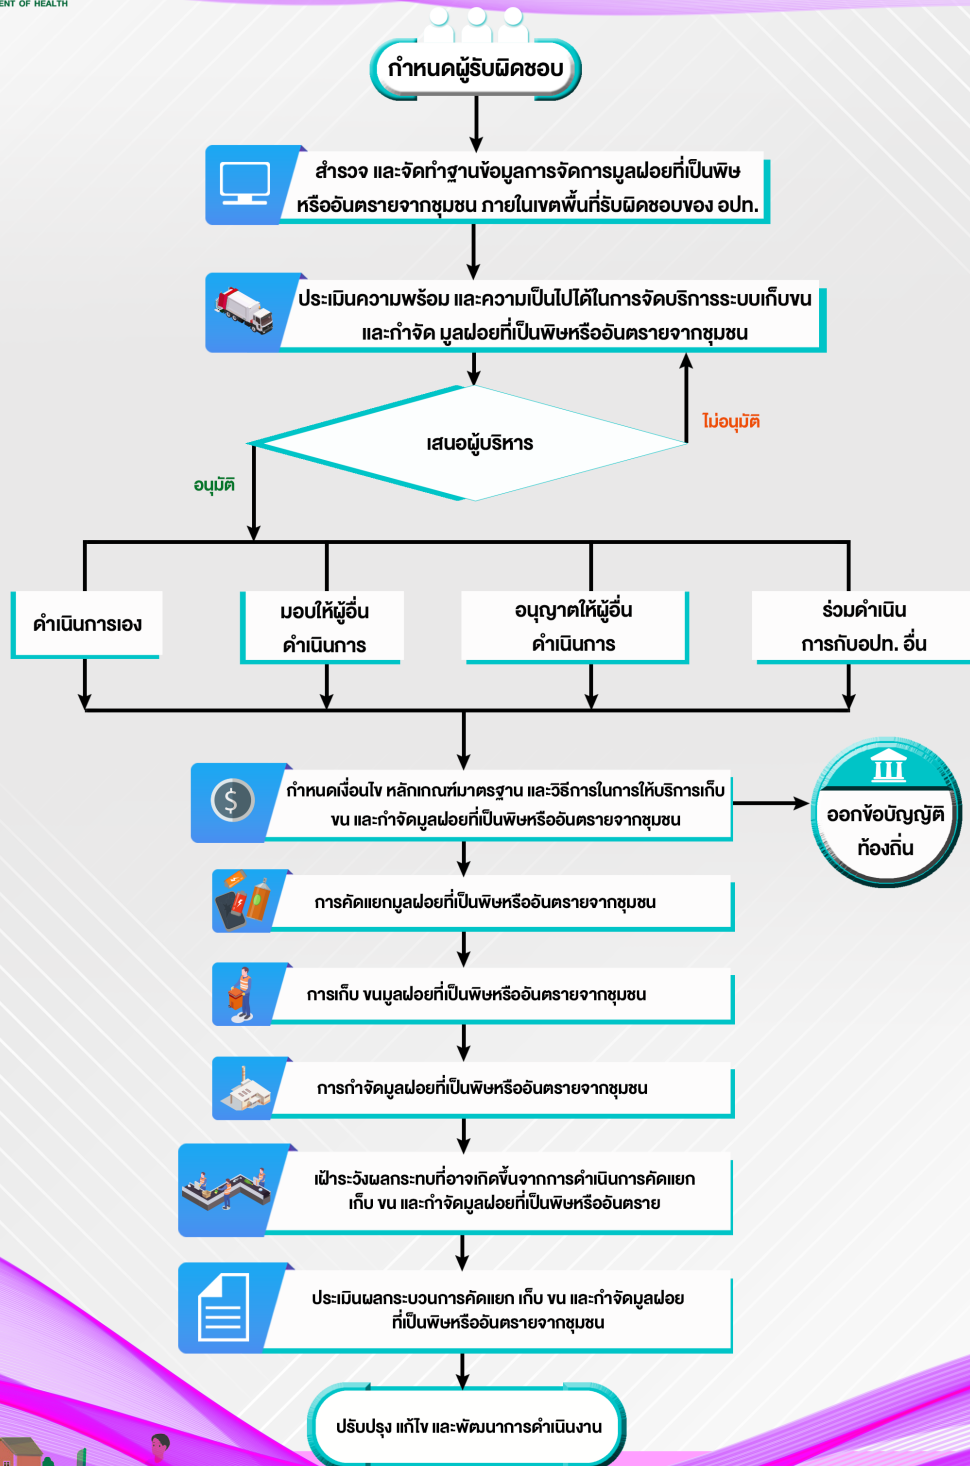 ENT OF HEALTH
กำหนดผู้รับผิดชอบ
สำรวจ และจัดทำฐานข้อมูลการจัดการมูลฝอยที่เป็นพิษ
หรืออันตรายจากชุมชน ภายในเขตพื้นที่รับผิดชอบของ อปท.
ประเมินความพร้อม และความเป็นไปได้ในการจัดบริการระบบเก็บขน
และกำจัด มูลฝอยที่เป็นพิษหรืออันตรายจากชุมชน
ไม่อนุมัติ
เสนอผู้บริหาร
อนุมัติ
ดำเนินการเอง
มอบให้ผู้อื่น
ดำเนินการ
อนุญาตให้ผู้อื่น
ดำเนินการ
ร่วมดำเนิน
การกับอปท. อื่น
กำหนดเงื่อนไข หลักเกณฑ์มาตรฐาน และวิธีการในการให้บริการเก็บ
ขน และกำจัดมูลฝอยที่เป็นพิษหรืออันตรายจากชุมชน
ออกข้อบัญญัติ
ท้องถิ่น
การคัดแยกมูลฝอยที่เป็นพิษหรืออันตรายจากชุมชน
การเก็บ ขนมูลฝอยที่เป็นพิษหรืออันตรายจากชุมชน
การกำจัดมูลฝอยที่เป็นพิษหรืออันตรายจากชุมชน
เฝ้าระวังผลกระทบที่อาจเกิดขึ้นจากการดำเนินการคัดแยก
เก็บ ขน และกำจัดมูลฝอยที่เป็นพิษหรืออันตราย
ประเมินผลกระบวนการคัดแยก เก็บ ขน และกำจัดมูลฝอย
ที่เป็นพิษหรืออันตรายจากชุมชน
ปรับปรุง แก้ไข และพัฒนาการดำเนินงาน